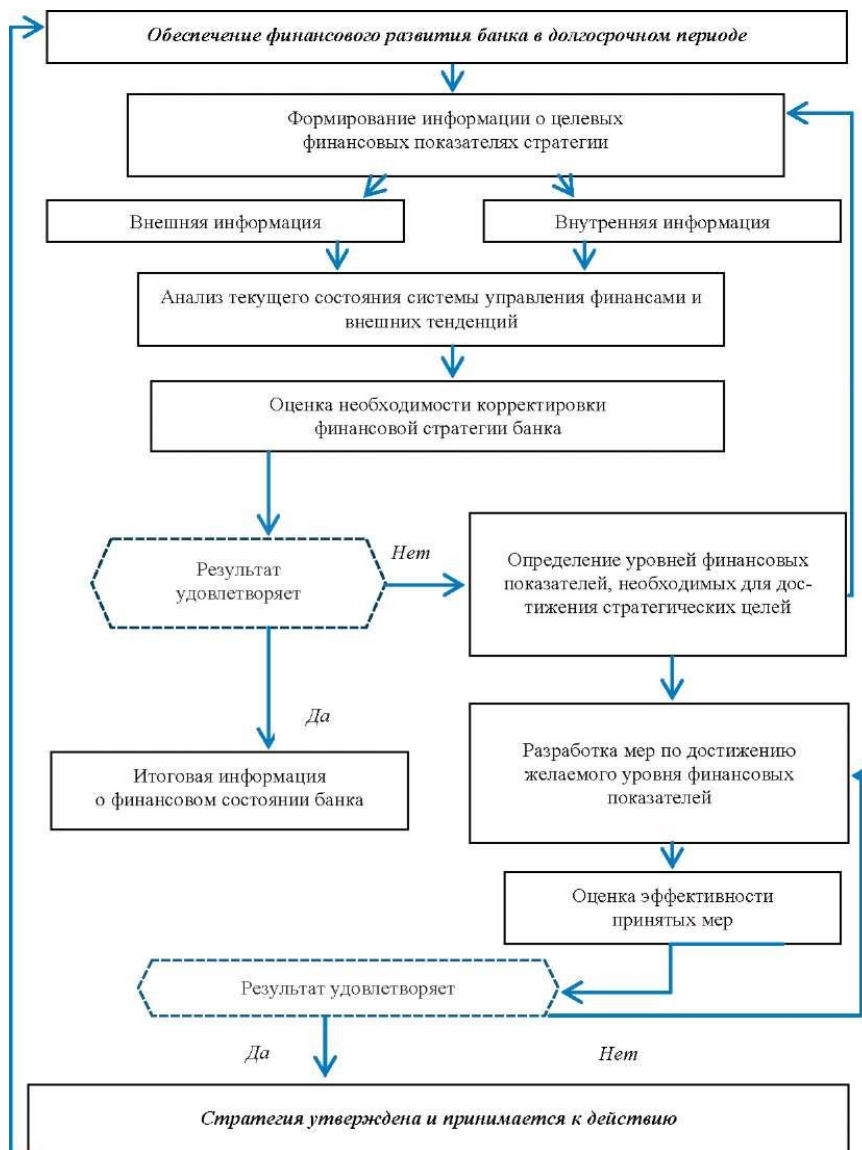 Обеспечение финансового развития банка в долгосрочном периоде
Формирование информации о целевых
финансовых показателях стратегии
Внешняя информация
Внутренняя информация
Анализ текущего состояния системы управления финансами и
внешних тенденций
Оценка необходимости корректировки
финансовой стратегии банка
Результат
удовлетворяет
Нет
Определение уровней финансовых
показателей, необходимых для дос-
тижения стратегических целей
Да
Итоговая информация
о финансовом состоянии банка
Разработка мер по достижению
желаемого уровня финансовых
показателей
Оценка эффективности
принятых мер
Результат удовлетворяет
Да
Нет
Стратегия утверждена и принимается к действию